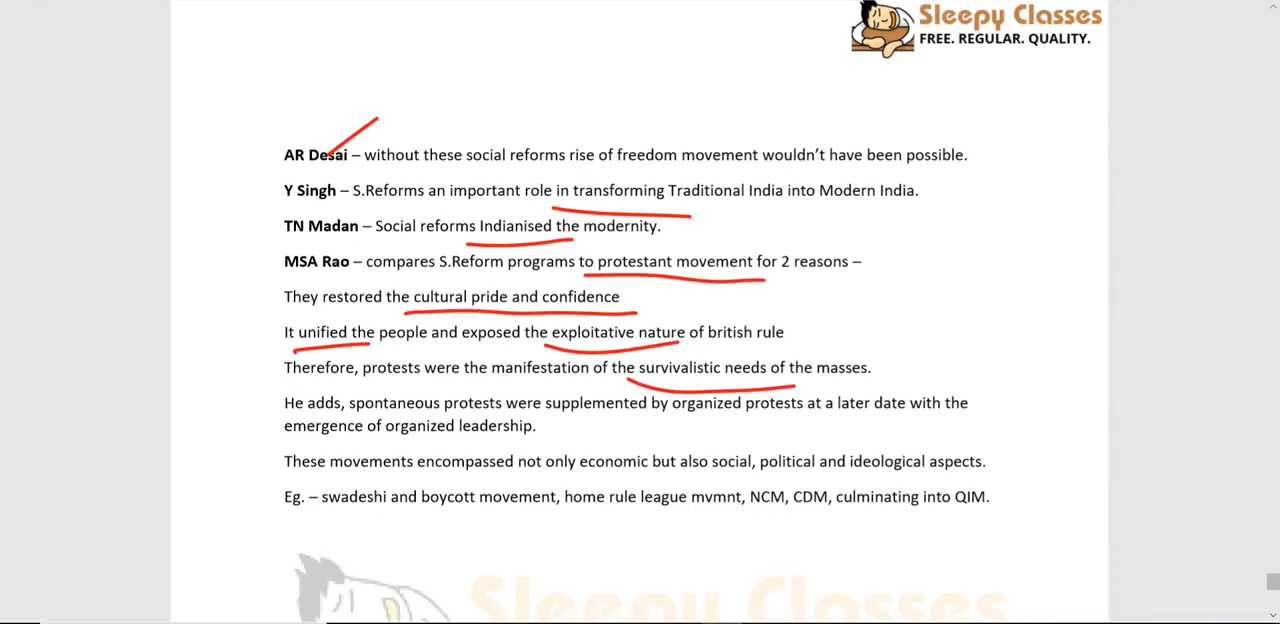 Sleepy Classes
FREE. REGULAR. QUALITY.
AR Desai – without these social reforms rise of freedom movement wouldn’t have been possible.
Y Singh – S.Reforms an important role in transforming Traditional India into Modern India.
TN Madan – Social reforms Indianised the modernity.
MSA Rao – compares S.Reform programs to protestant movement for 2 reasons –
They restored the cultural pride and confidence
It unified the people and exposed the exploitative nature of british rule
Therefore, protests were the manifestation of the survivalistic needs of the masses.
He adds, spontaneous protests were supplemented by organized protests at a later date with the
emergence of organized leadership.
These movements encompassed not only economic but also social, political and ideological aspects.
Eg. – swadeshi and boycott movement, home rule league mvmnt, NCM, CDM, culminating into QIM.
Sleepy Classes